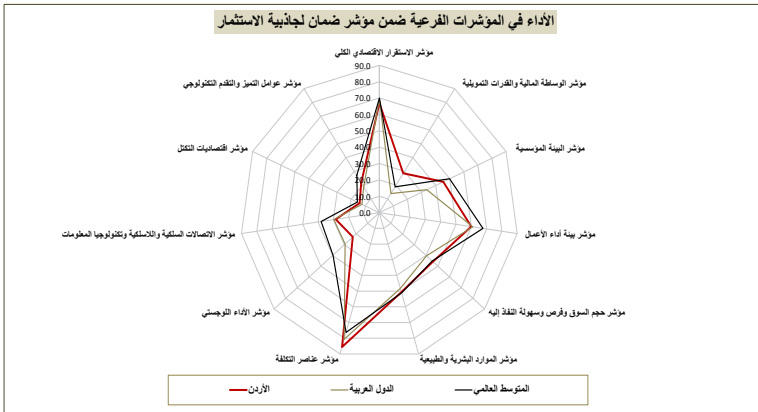 الأداء في المؤشرات الفرعية ضمن مؤشر ضمان لجاذبية الاستثمار
مؤشر الاستقرار الاقتصادي الكلي
مؤشر الوساطة المالية والقدرات التمويلية
مؤشر البيئة المؤسسية
مؤشر بيئة أداء الأعمال
مؤشر حجم السوق وفرص وسهولة النفاذ إليه
مؤشر الموارد البشرية والطبيعية
مؤشر عناصر التكلفة
مؤشر الأداء اللوجستي
مؤشر الاتصالات السلكية واللاسلكية وتكنولوجيا المعلومات
مؤشر اقتصاديات التكتل
مؤشر عوامل التميز والتقدم التكنولوجي
90.0
80.0
70.0
60.0
50.0
40.0
30.0
20.0
10.0
0.0
الأردن
الدول العربية
المتوسط العالمي